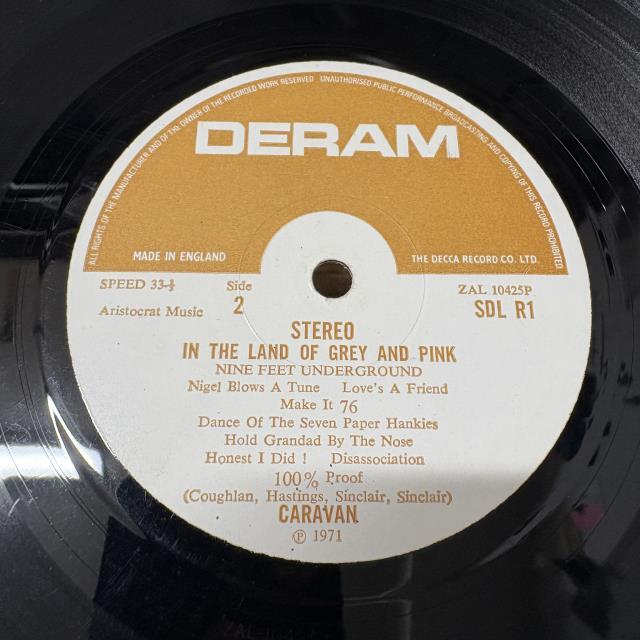 ALL RIGHTS OF THE MANUFACTURER AND OF THE OWNER OF THE RECORDED WORK RESERVED UNAUTHORISED PUBLIC PERFORMANCE BROADCASTING AND COPYING OF THIS RECORD PROHIBITED
DERAM
MADE IN ENGLAND THE DECCA RECORD CO. LTD.
SPEED 33⅓ Side ZAL 10425P
Aristocrat Music 2 SDL R1
STEREO
IN THE LAND OF GREY AND PINK
NINE FEET UNDERGROUND
Nigel Blows A Tune Love's A Friend
Make It 76
Dance Of The Seven Paper Hankies
Hold Grandad By The Nose
Honest I Did ! Disassociation
100% Proof
(Coughlan, Hastings, Sinclair, Sinclair)
CARAVAN
℗ 1971